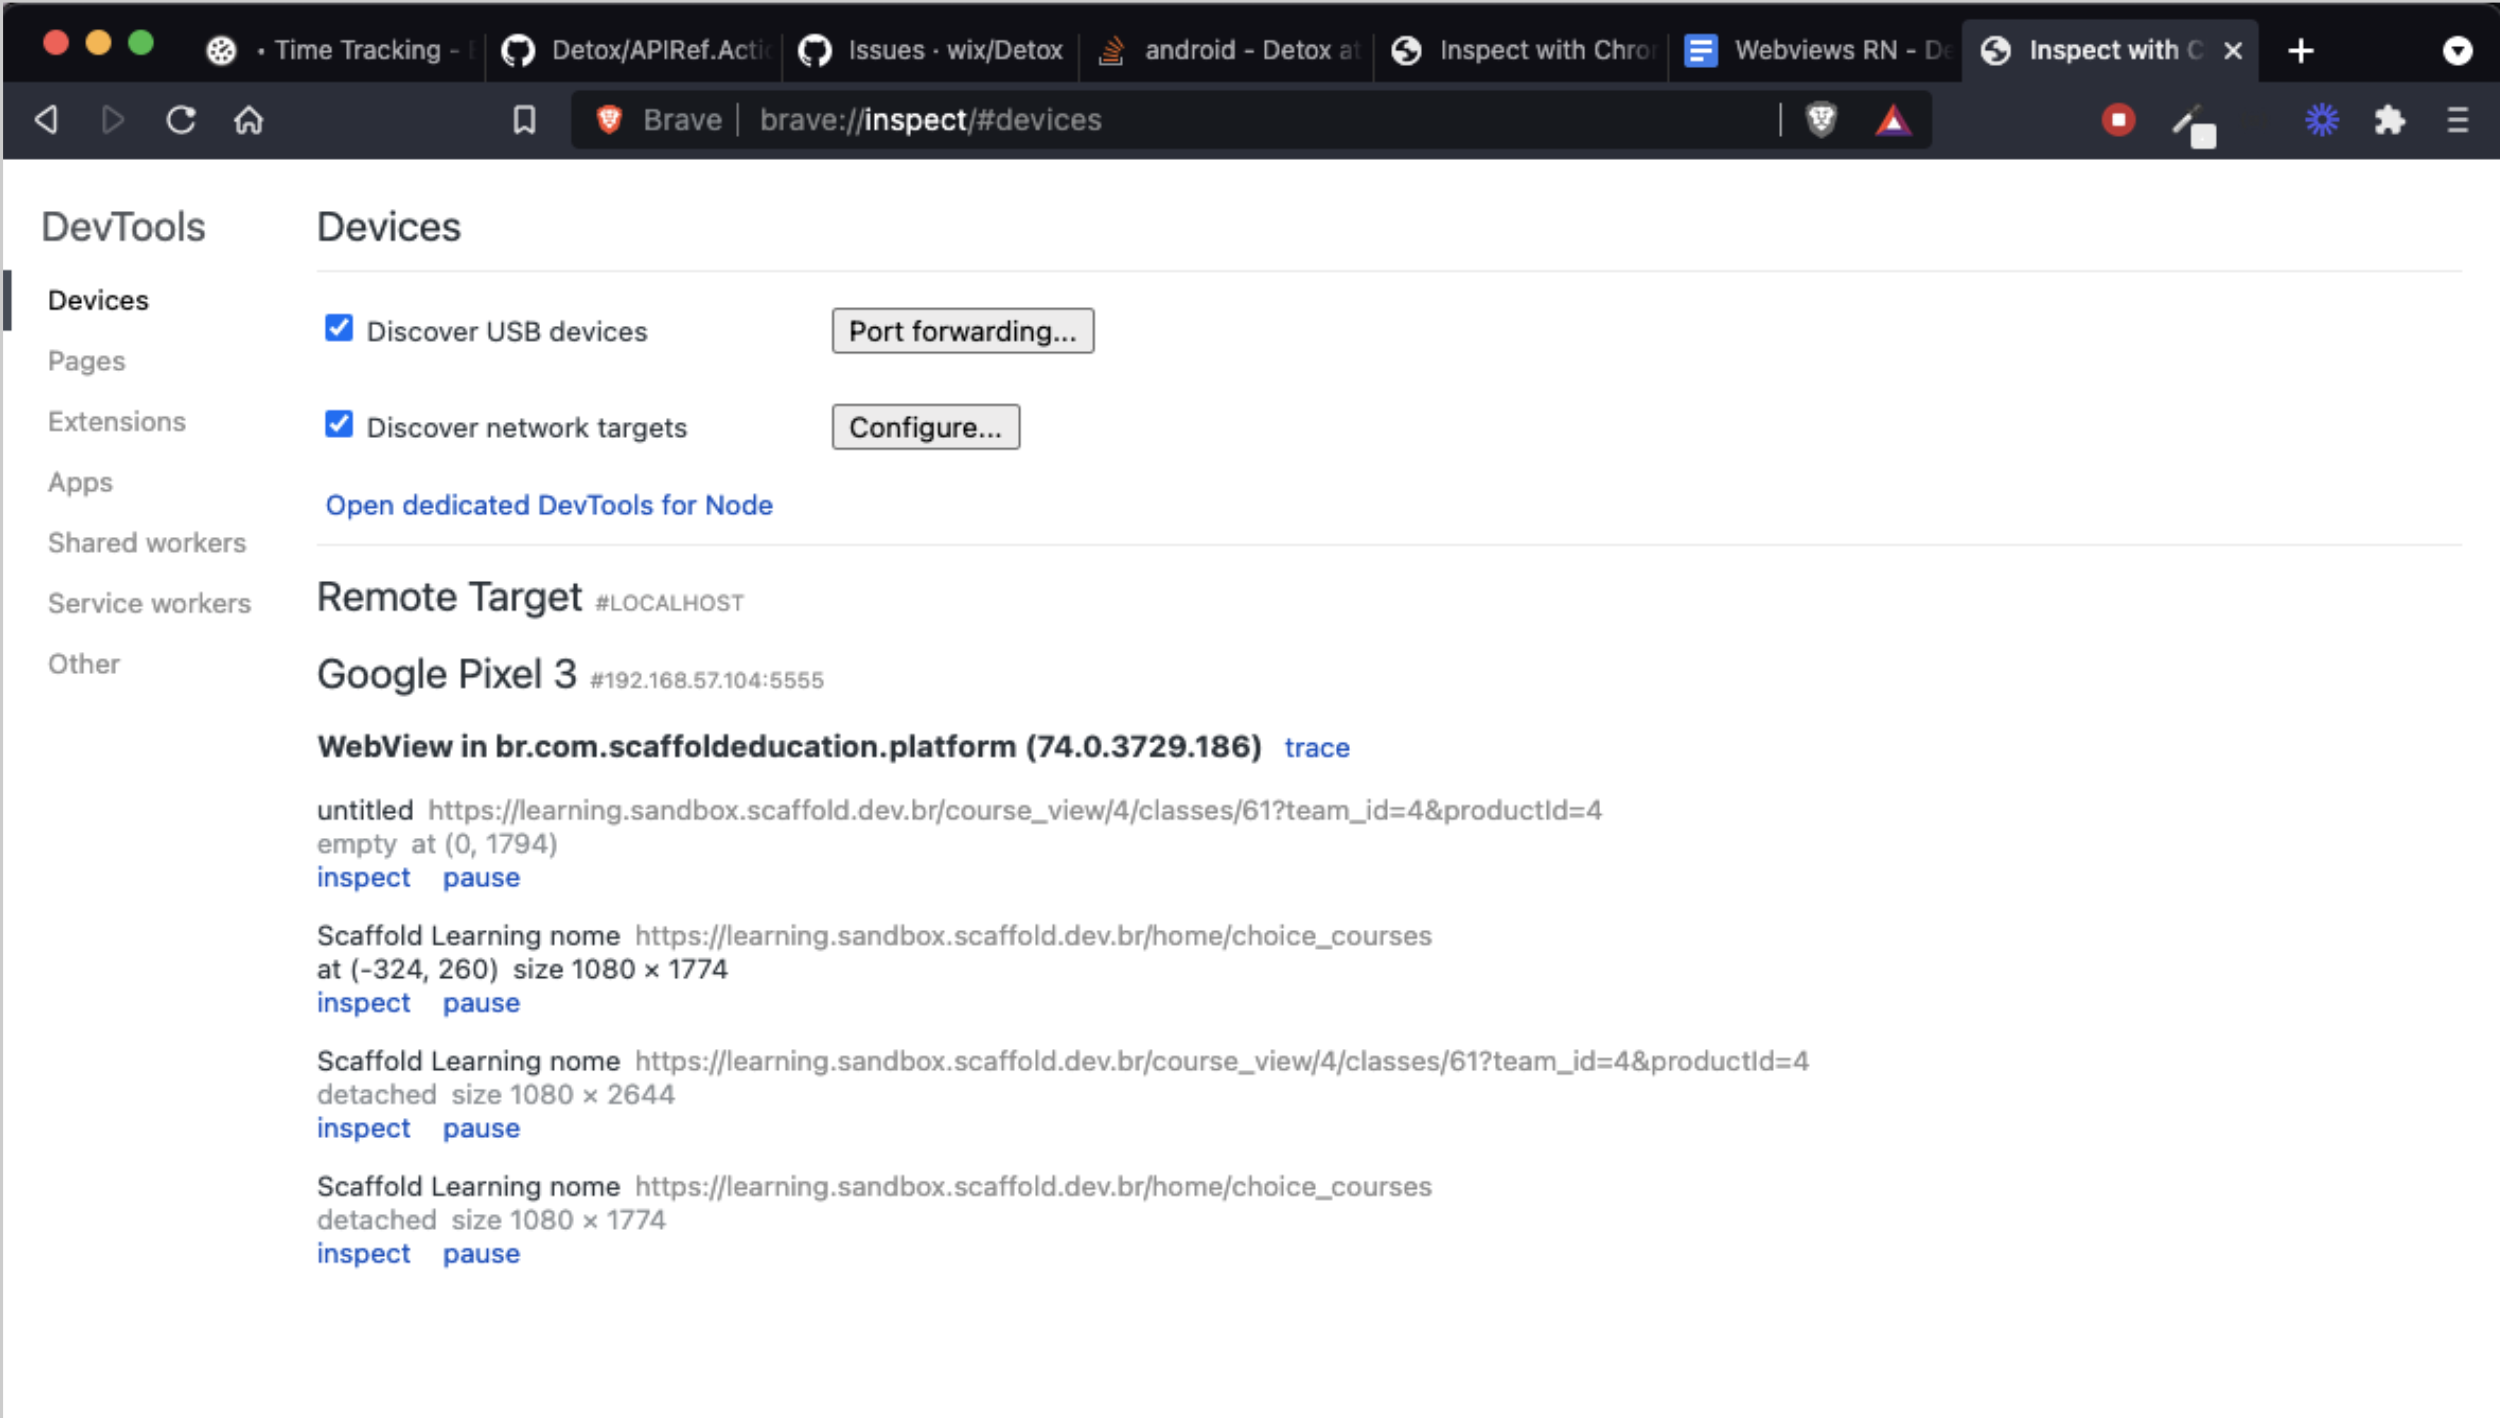 • Time Tracking -
Detox/APIRef.Actio
Issues · wix/Detox
android - Detox at
Inspect with Chro
Webviews RN - De
Inspect with C
Brave
brave://inspect/#devices
DevTools
Devices
Pages
Extensions
Apps
Shared workers
Service workers
Other
Devices
Discover USB devices
Port forwarding...
Discover network targets
Configure...
Open dedicated DevTools for Node
Remote Target #LOCALHOST
Google Pixel 3 #192.168.57.104:5555
WebView in br.com.scaffoldeducation.platform (74.0.3729.186) trace
untitled https://learning.sandbox.scaffold.dev.br/course_view/4/classes/61?team_id=4&productId=4
empty at (0, 1794)
inspect pause
Scaffold Learning nome https://learning.sandbox.scaffold.dev.br/home/choice_courses
at (-324, 260) size 1080 × 1774
inspect pause
Scaffold Learning nome https://learning.sandbox.scaffold.dev.br/course_view/4/classes/61?team_id=4&productId=4
detached size 1080 × 2644
inspect pause
Scaffold Learning nome https://learning.sandbox.scaffold.dev.br/home/choice_courses
detached size 1080 × 1774
inspect pause